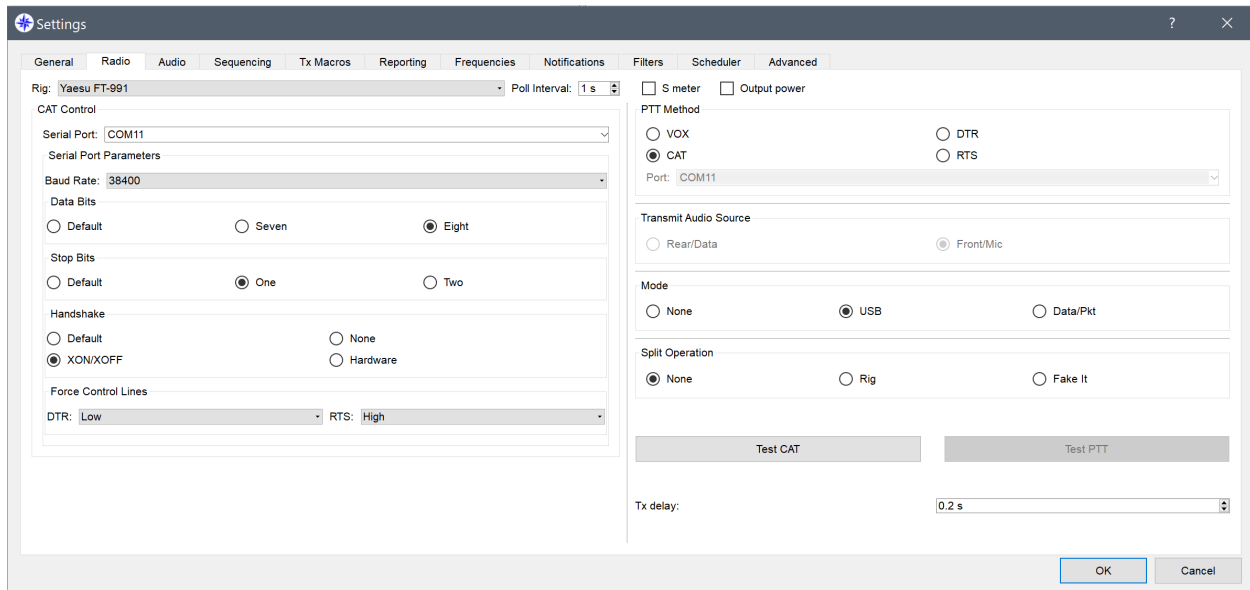 Settings
General Radio Audio Sequencing Tx Macros Reporting Frequencies Notifications Filters Scheduler Advanced
Rig: Yaesu FT-991 Poll Interval: 1 s S meter Output power
CAT Control
Serial Port: COM11
Serial Port Parameters
Baud Rate: 38400
Data Bits
Default Seven Eight
Stop Bits
Default One Two
Handshake
Default None
XON/XOFF Hardware
Force Control Lines
DTR: Low RTS: High
PTT Method
VOX DTR
CAT RTS
Port: COM11
Transmit Audio Source
Rear/Data Front/Mic
Mode
None USB Data/Pkt
Split Operation
None Rig Fake It
Test CAT Test PTT
Tx delay: 0.2 s
OK Cancel